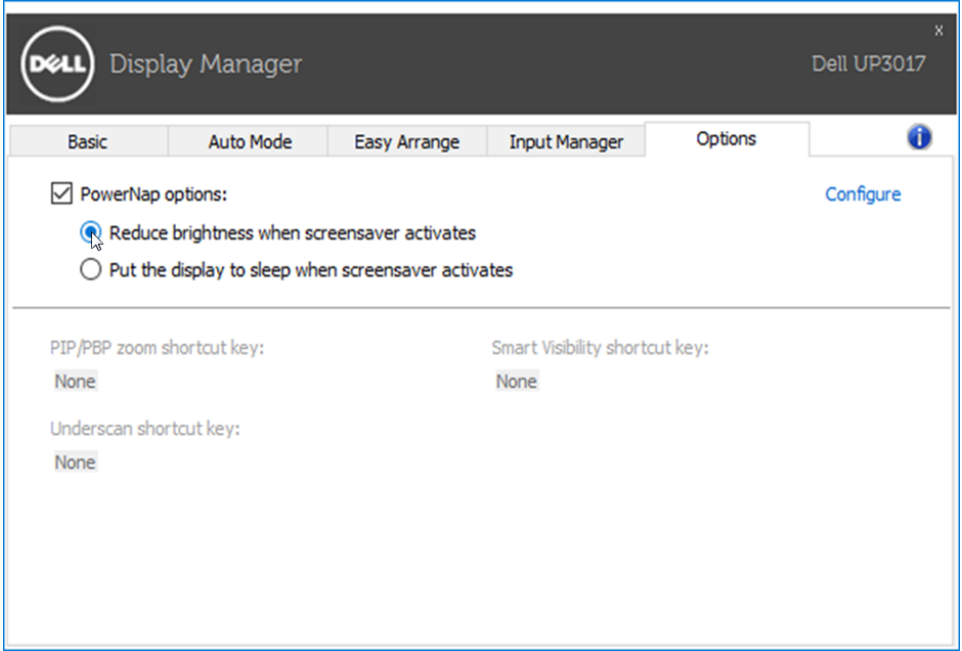 x
DELL Display Manager Dell UP3017
Basic Auto Mode Easy Arrange Input Manager Options i
PowerNap options: Configure
Reduce brightness when screensaver activates
Put the display to sleep when screensaver activates
PIP/PBP zoom shortcut key: Smart Visibility shortcut key:
None None
Underscan shortcut key:
None